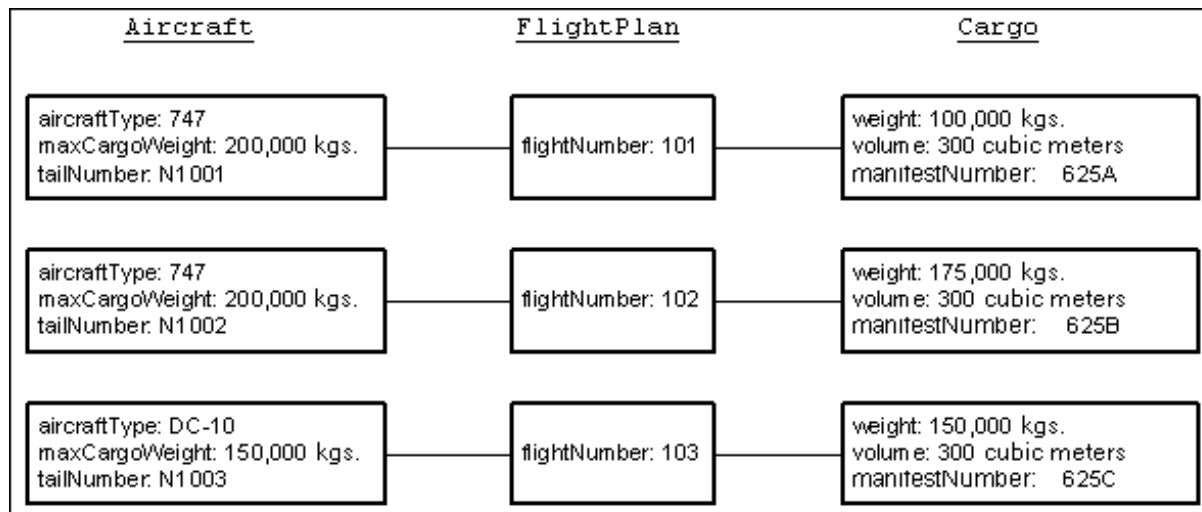 Aircraft FlightPlan Cargo
aircraftType: 747
maxCargoWeight: 200,000 kgs.
tailNumber: N1001
flightNumber: 101
weight: 100,000 kgs.
volume: 300 cubic meters
manifestNumber: 625A
aircraftType: 747
maxCargoWeight: 200,000 kgs.
tailNumber: N1002
flightNumber: 102
weight: 175,000 kgs.
volume: 300 cubic meters
manifestNumber: 625B
aircraftType: DC-10
maxCargoWeight: 150,000 kgs.
tailNumber: N1003
flightNumber: 103
weight: 150,000 kgs.
volume: 300 cubic meters
manifestNumber: 625C